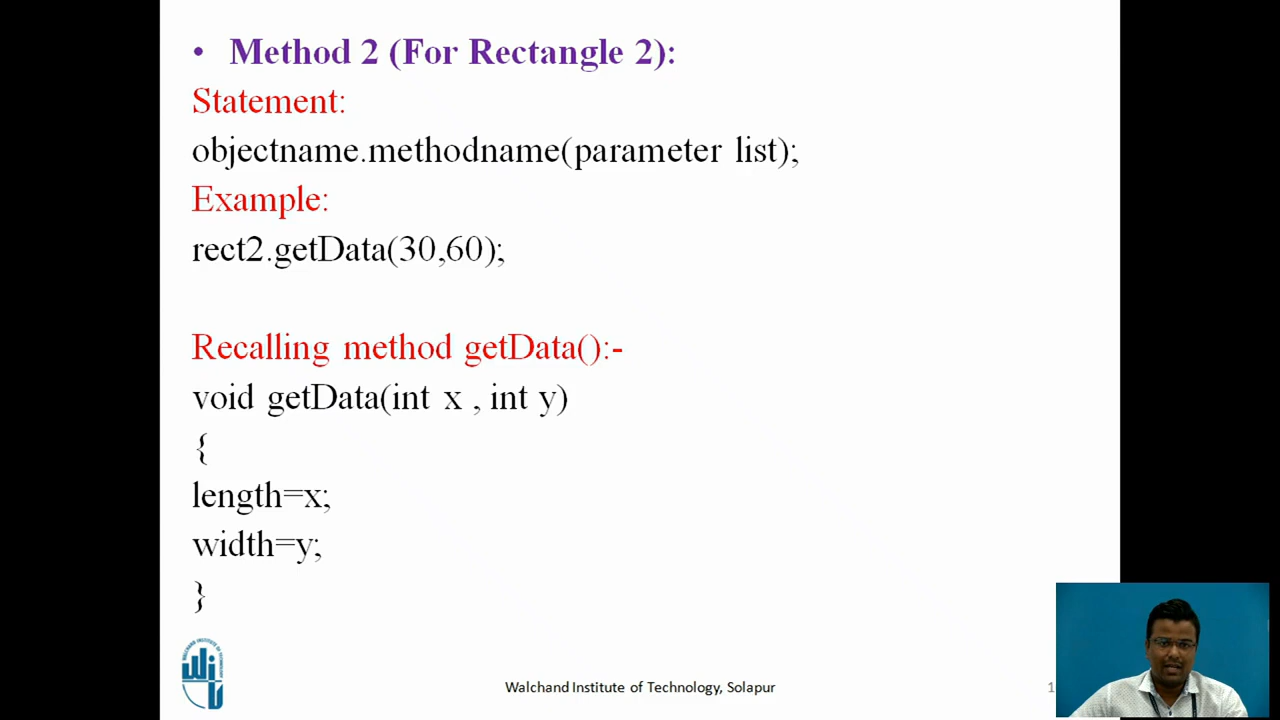 • Method 2 (For Rectangle 2):
Statement:
objectname.methodname(parameter list);
Example:
rect2.getData(30,60);
Recalling method getData():-
void getData(int x , int y)
{
length=x;
width=y;
}
Walchand Institute of Technology, Solapur